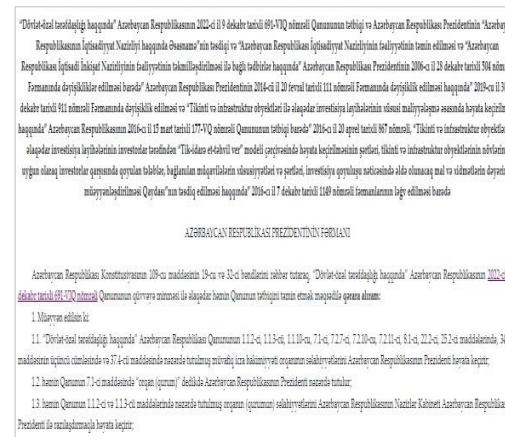 "Dövlət-özəl tərəfdaşlığı haqqında" Azərbaycan Respublikasının 2022-ci il 9 dekabr tarixli 691-VIQ nömrəli Qanununun tətbiqi və Azərbaycan Respublikası Prezidentinin "Azərbay
Respublikasının İqtisadiyyat Nazirliyi haqqında Əsasnamə"nin təsdiqi və "Azərbaycan Respublikası İqtisadiyyat Nazirliyinin fəaliyyətinin təmin edilməsi və "Azərbaycan
Respublikası İqtisadi İnkişaf Nazirliyinin fəaliyyətinin təkmilləşdirilməsi ilə bağlı tədbirlər haqqında" Azərbaycan Respublikası Prezidentinin 2006-cı il 28 dekabr tarixli 504 nömr
Fərmanında dəyişikliklər edilməsi barədə" Azərbaycan Respublikası Prezidentinin 2014-cü il 20 fevral tarixli 111 nömrəli Fərmanında dəyişiklik edilməsi haqqında" 2019-cu il 30
dekabr tarixli 911 nömrəli Fərmanında dəyişiklik edilməsi və "Tikinti və infrastruktur obyektləri ilə əlaqədar investisiya layihələrinin xüsusi maliyyələşmə əsasında həyata keçirilm
haqqında" Azərbaycan Respublikasının 2016-cı il 15 mart tarixli 177-VQ nömrəli Qanununun tətbiqi barədə" 2016-cı il 20 aprel tarixli 867 nömrəli, "Tikinti və infrastruktur obyektlər
əlaqədar investisiya layihələrinin investorlar tərəfindən "Tik-idarə et-təhvil ver" modeli çərçivəsində həyata keçirilməsinin şərtləri, tikinti və infrastruktur obyektlərinin növlərin
uyğun olaraq investorlar qarşısında qoyulan tələblər, bağlanılan müqavilələrin xüsusiyyətləri və şərtləri, investisiya qoyuluşu nəticəsində əldə olunacaq mal və xidmətlərin dəyərin
müəyyənləşdirilməsi Qaydası"nın təsdiq edilməsi haqqında" 2016-cı il 7 dekabr tarixli 1149 nömrəli fərmanlarının ləğv edilməsi barədə
AZƏRBAYCAN RESPUBLİKASI PREZİDENTİNİN FƏRMANI
Azərbaycan Respublikası Konstitusiyasının 109-cu maddəsinin 19-cu və 32-ci bəndlərini rəhbər tutaraq, "Dövlət-özəl tərəfdaşlığı haqqında" Azərbaycan Respublikasının 2022-ci
dekabr tarixli 691-VIQ nömrəli Qanununun qüvvəyə minməsi ilə əlaqədar həmin Qanunun tətbiqini təmin etmək məqsədilə qərara alıram:
1. Müəyyən edilsin ki:
1.1. "Dövlət-özəl tərəfdaşlığı haqqında" Azərbaycan Respublikası Qanununun 1.1.2-ci, 1.1.3-cü, 1.1.10-cu, 7.1-ci, 7.2.7-ci, 7.2.10-cu, 7.2.11-ci, 8.1-ci, 22.2-ci, 25.2-ci maddələrində, 34
maddəsinin üçüncü cümləsində və 37.4-cü maddəsində nəzərdə tutulmuş müvafiq icra hakimiyyəti orqanının səlahiyyətlərini Azərbaycan Respublikasının Prezidenti həyata keçirir;
1.2. həmin Qanunun 7.1-ci maddəsində "orqan (qurum)" dedikdə Azərbaycan Respublikasının Prezidenti nəzərdə tutulur;
1.3. həmin Qanunun 1.1.2-ci və 1.1.3-cü maddələrində nəzərdə tutulmuş orqanın (qurumun) səlahiyyətlərini Azərbaycan Respublikasının Nazirlər Kabineti Azərbaycan Respublikas
Prezidenti ilə razılaşdırmaqla həyata keçirir;